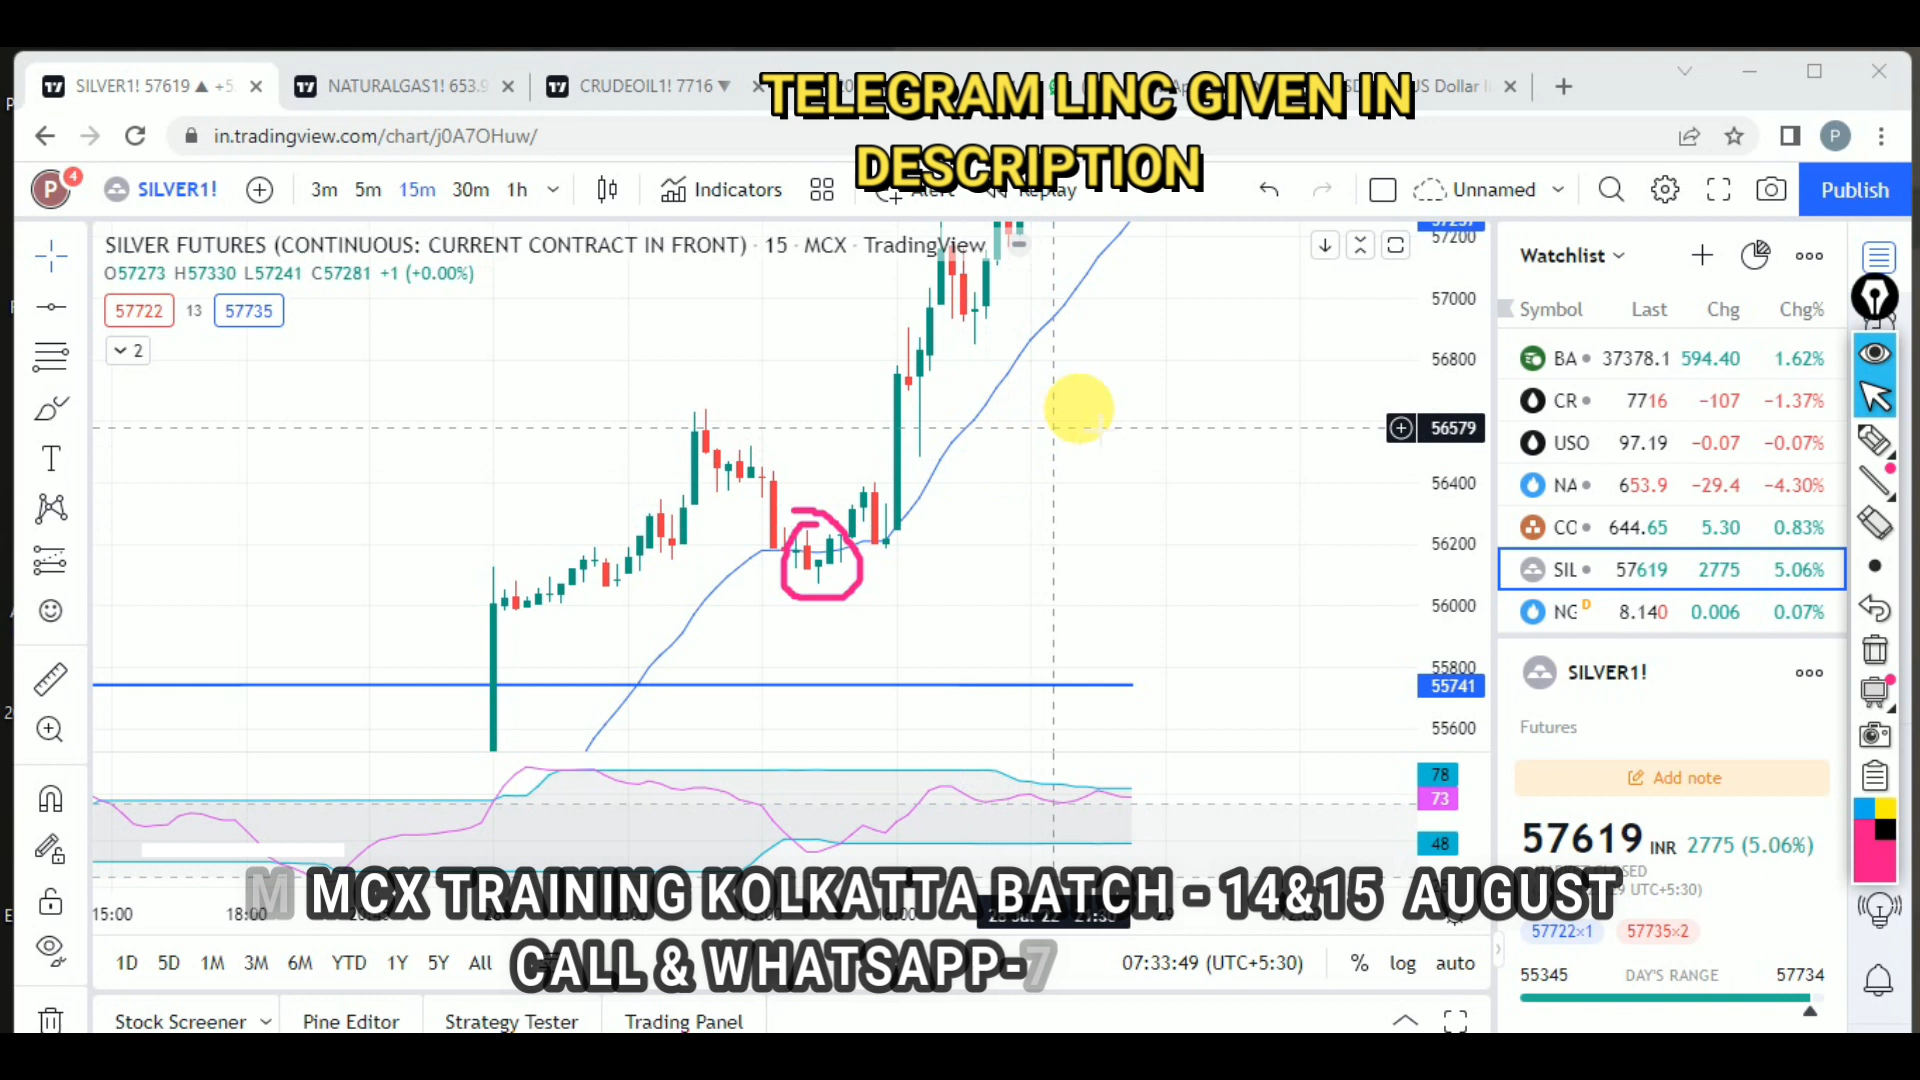 SILVER1! 57619 ▲ +5.
NATURALGAS1! 653.9
CRUDEOIL1! 7716 ▼
US Dollar I
TELEGRAM LINC GIVEN IN
DESCRIPTION
in.tradingview.com/chart/j0A7OHuw/
P
P 4
SILVER1!
3m 5m 15m 30m 1h
Indicators
Alert
Replay
Unnamed
Publish
SILVER FUTURES (CONTINUOUS: CURRENT CONTRACT IN FRONT) · 15 · MCX · TradingView
O57273 H57330 L57241 C57281 +1 (+0.00%)
57722 13 57735
2
57200
57000
56800
56579
56400
56200
56000
55800
55741
55600
78
73
48
Watchlist
Symbol Last Chg Chg%
BA 37378.1 594.40 1.62%
CR 7716 −107 −1.37%
USO 97.19 −0.07 −0.07%
NA 653.9 −29.4 −4.30%
CO 644.65 5.30 0.83%
SIL 57619 2775 5.06%
NG D 8.140 0.006 0.07%
SILVER1!
Futures
Add note
57619 INR 2775 (5.06%)
UTC+5:30)
57722×1 57735×2
55345 DAY'S RANGE 57734
M MCX TRAINING KOLKATTA BATCH - 14&15 AUGUST
CALL & WHATSAPP-7
15:00 18:00 29
1D 5D 1M 3M 6M YTD 1Y 5Y All
07:33:49 (UTC+5:30) % log auto
Stock Screener Pine Editor Strategy Tester Trading Panel